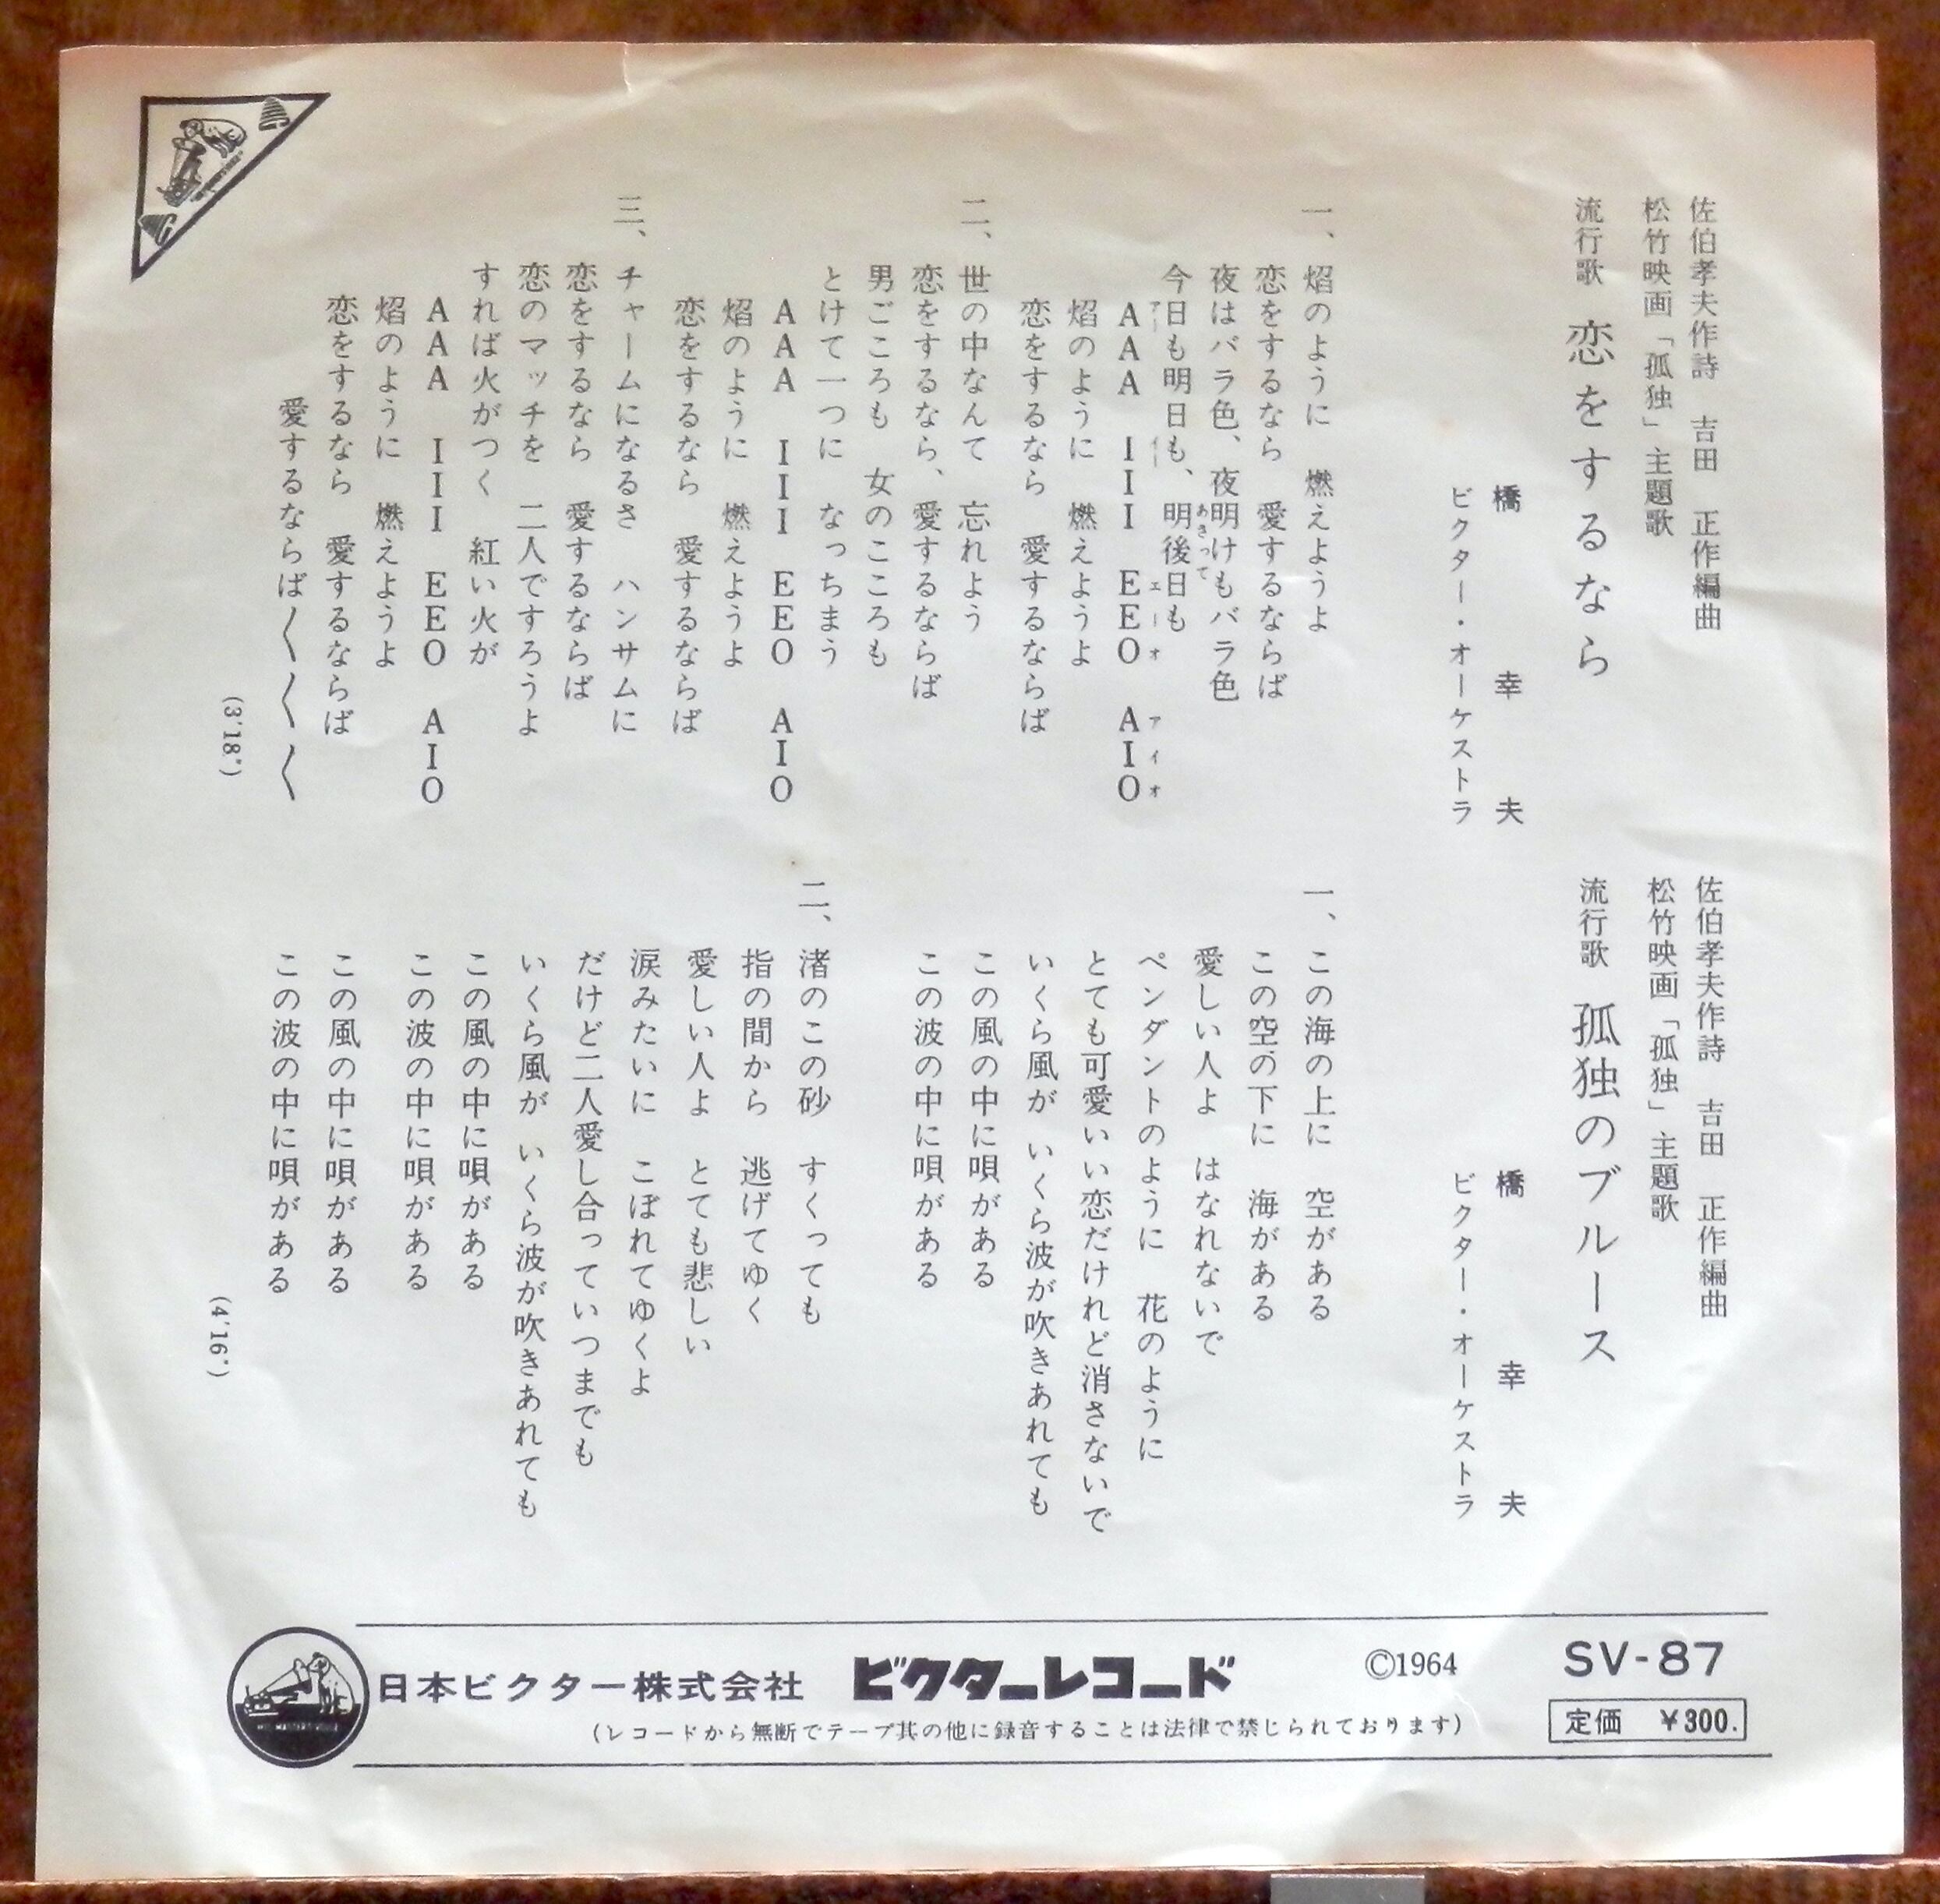 佐伯孝夫作詩　吉田　正作編曲
松竹映画「孤独」主題歌
流行歌　恋をするなら
橋　幸　夫
ビクター・オーケストラ
一、焰のように　燃えようよ
恋をするなら　愛するならば
夜はバラ色、夜明けもバラ色
今日も明日も、明後日も
あさって
AAA　III　EEO　AIO
アー　イー　エーオ　アイオ
焰のように　燃えようよ
恋をするなら　愛するならば
二、世の中なんて　忘れよう
恋をするなら、愛するならば
男ごころも　女のこころも
とけて一つに　なっちまう
AAA　III　EEO　AIO
焰のように　燃えようよ
恋をするなら　愛するならば
三、チャームになるさ　ハンサムに
恋をするなら　愛するならば
恋のマッチを　二人ですろうよ
すれば火がつく　紅い火が
AAA　III　EEO　AIO
焰のように　燃えようよ
恋をするなら　愛するならば
愛するならば〱〱〱
(3'18")
佐伯孝夫作詩　吉田　正作編曲
松竹映画「孤独」主題歌
流行歌　孤独のブルース
橋　幸　夫
ビクター・オーケストラ
一、この海の上に　空がある
この空の下に　海がある
愛しい人よ　はなれないで
ペンダントのように　花のように
とても可愛いい恋だけれど消さないで
いくら風が　いくら波が吹きあれても
この風の中に唄がある
この波の中に唄がある
二、渚のこの砂　すくっても
指の間から　逃げてゆく
愛しい人よ　とても悲しい
涙みたいに　こぼれてゆくよ
だけど二人愛し合っていつまでも
いくら風が　いくら波が吹きあれても
この風の中に唄がある
この波の中に唄がある
この風の中に唄がある
この波の中に唄がある
(4'16")
日本ビクター株式会社　ビクターレコード　©1964　SV-87
(レコードから無断でテープ其の他に録音することは法律で禁じられております)
定価　￥300.